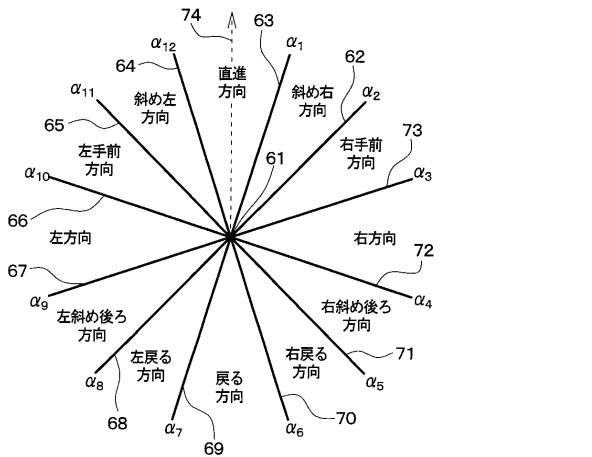 74
63
α12
α1
64
直進
方向
62
α11
斜め左
方向
斜め右
方向
α2
65
左手前
方向
右手前
方向
73
α10
61
α3
66
左方向
右方向
67
72
α9
α4
左斜め後ろ
方向
右斜め後ろ
方向
左戻る
方向
戻る
方向
右戻る
方向
71
α8
α5
68
α7
69
α6
70